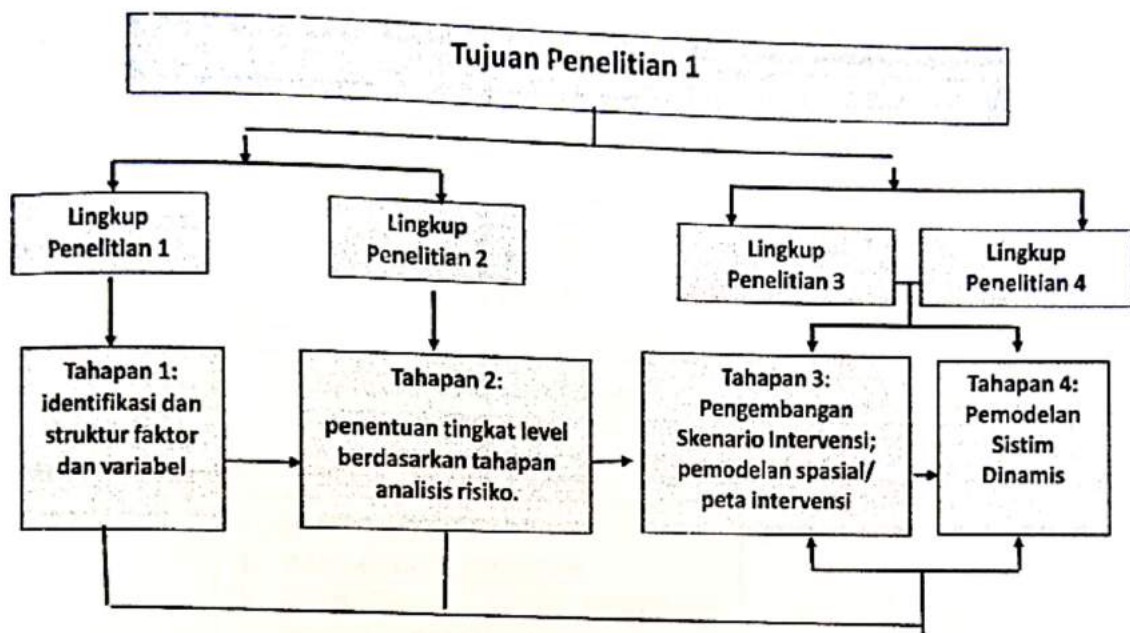 Tujuan Penelitian 1
Lingkup
Penelitian 1
Lingkup
Penelitian 2
Lingkup
Penelitian 3
Lingkup
Penelitian 4
Tahapan 1:
identifikasi dan
struktur faktor
dan variabel
Tahapan 2:
penentuan tingkat level
berdasarkan tahapan
analisis risiko.
Tahapan 3:
Pengembangan
Skenario Intervensi;
pemodelan spasial/
peta intervensi
Tahapan 4:
Pemodelan
Sistim
Dinamis